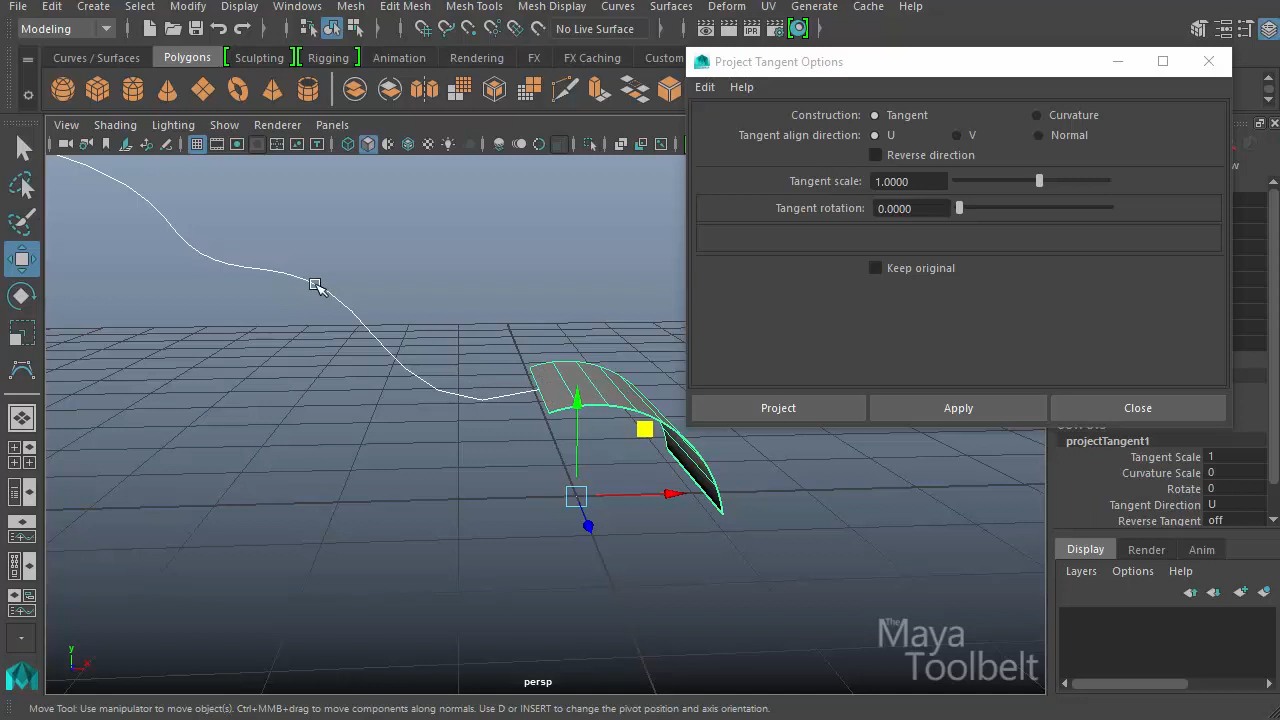 File Edit Create Select Modify Display Windows Mesh Edit Mesh Mesh Tools Mesh Display Curves Surfaces Deform UV Generate Cache Help
Modeling No Live Surface
Curves / Surfaces Polygons Sculpting Rigging Animation Rendering FX FX Caching Custom
Project Tangent Options
Edit Help
Construction: Tangent Curvature
Tangent align direction: U V Normal
Reverse direction
Tangent scale: 1.0000
Tangent rotation: 0.0000
Keep original
Project Apply Close
View Shading Lighting Show Renderer Panels
projectTangent1
Tangent Scale 1
Curvature Scale 0
Rotate 0
Tangent Direction U
Reverse Tangent off
Display Render Anim
Layers Options Help
The
Maya
Toolbelt
y
x
persp
Move Tool: Use manipulator to move object(s). Ctrl+MMB+drag to move components along normals. Use D or INSERT to change the pivot position and axis orientation.